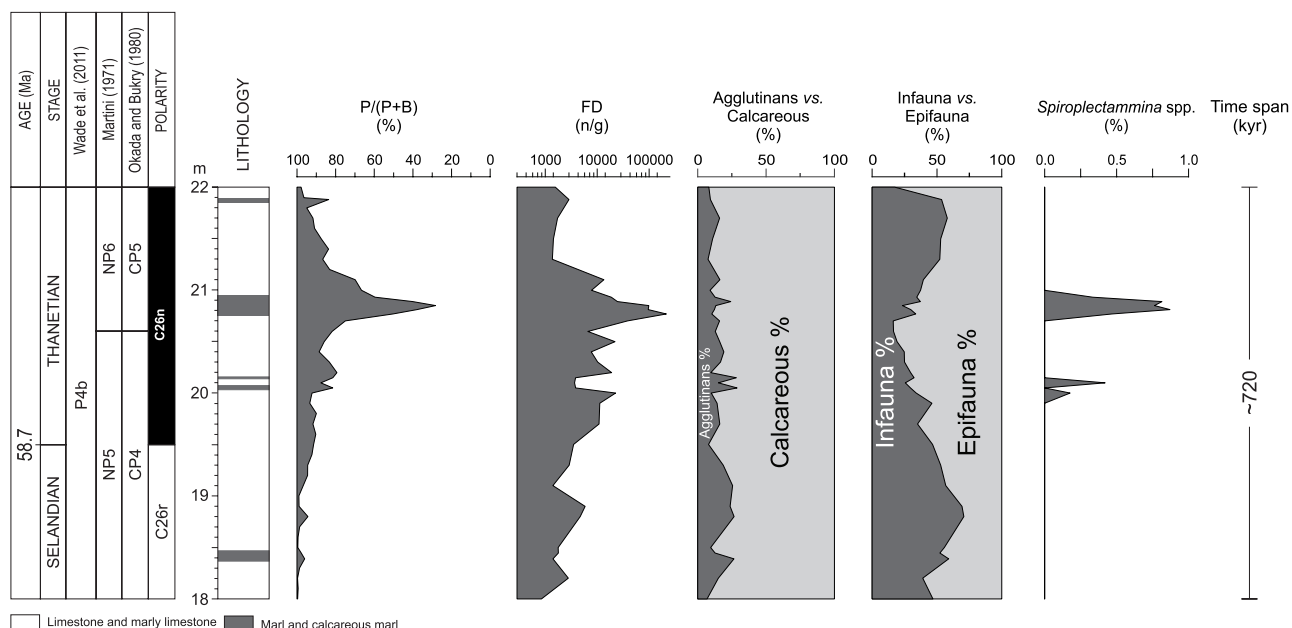 AGE (Ma)
STAGE
Wade et al. (2011)
Martini (1971)
Okada and Bukry (1980)
POLARITY
LITHOLOGY
m
P/(P+B)
(%)
100 80 60 40 20 0
FD
(n/g)
1000 10000 100000
Agglutinans vs.
Calcareous
(%)
0 50 100
Infauna vs.
Epifauna
(%)
0 50 100
Spiroplectammina spp.
(%)
0.0 0.5 1.0
Time span
(kyr)
58.7
THANETIAN
SELANDIAN
P4b
NP6
NP5
CP5
CP4
C26n
C26r
22
21
20
19
18
Agglutinans %
Calcareous %
Infauna %
Epifauna %
~720
Limestone and marly limestone
Marl and calcareous marl